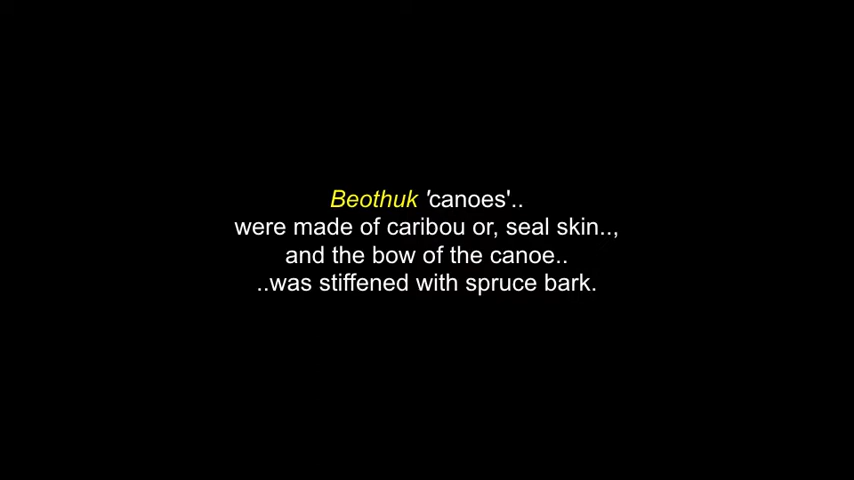 Beothuk 'canoes'..
were made of caribou or, seal skin..,
and the bow of the canoe..
..was stiffened with spruce bark.